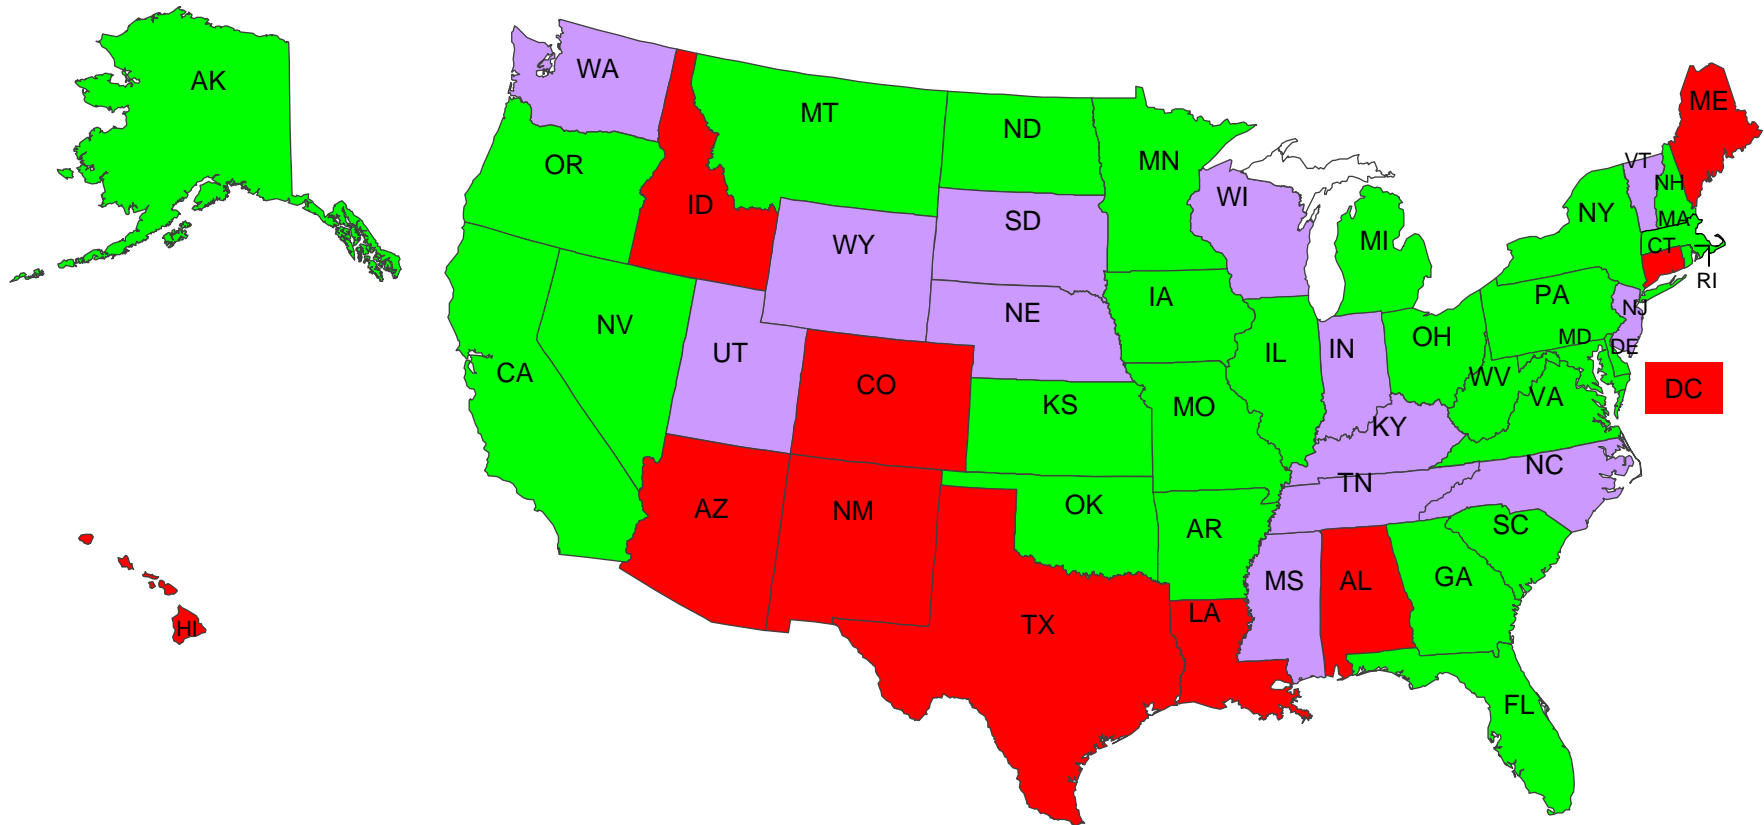 AK
WA
MT
ND
MN
ME
OR
ID
WY
SD
WI
MI
VT
NH
NY
MA
CT
RI
NV
UT
NE
IA
PA
NJ
CA
CO
KS
MO
IL
IN
OH
MD
DE
WV
VA
DC
KY
AZ
NM
OK
AR
TN
NC
SC
MS
AL
GA
HI
TX
LA
FL